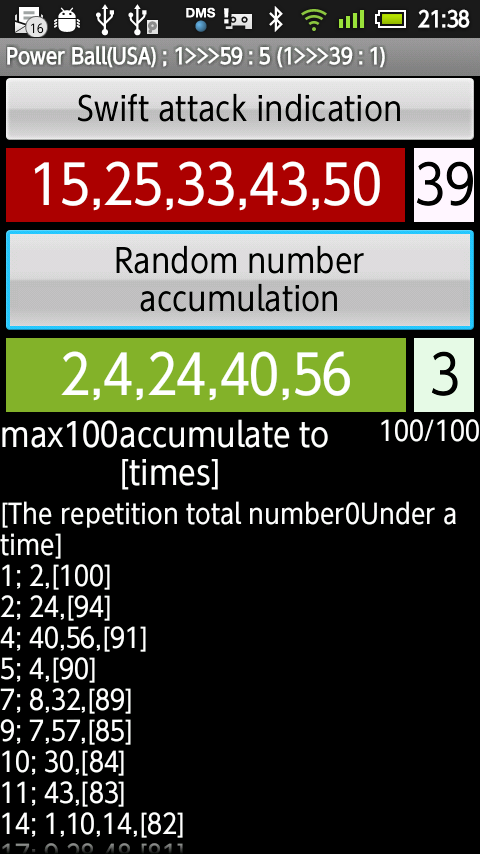 16 DMS 21:38
Power Ball(USA) ; 1>>>59 : 5 (1>>>39 : 1)
Swift attack indication
15,25,33,43,50 39
Random number
accumulation
2,4,24,40,56 3
max100accumulate to 100/100
[times]
[The repetition total number0Under a
time]
1; 2,[100]
2; 24,[94]
4; 40,56,[91]
5; 4,[90]
7; 8,32,[89]
9; 7,57,[85]
10; 30,[84]
11; 43,[83]
14; 1,10,14,[82]